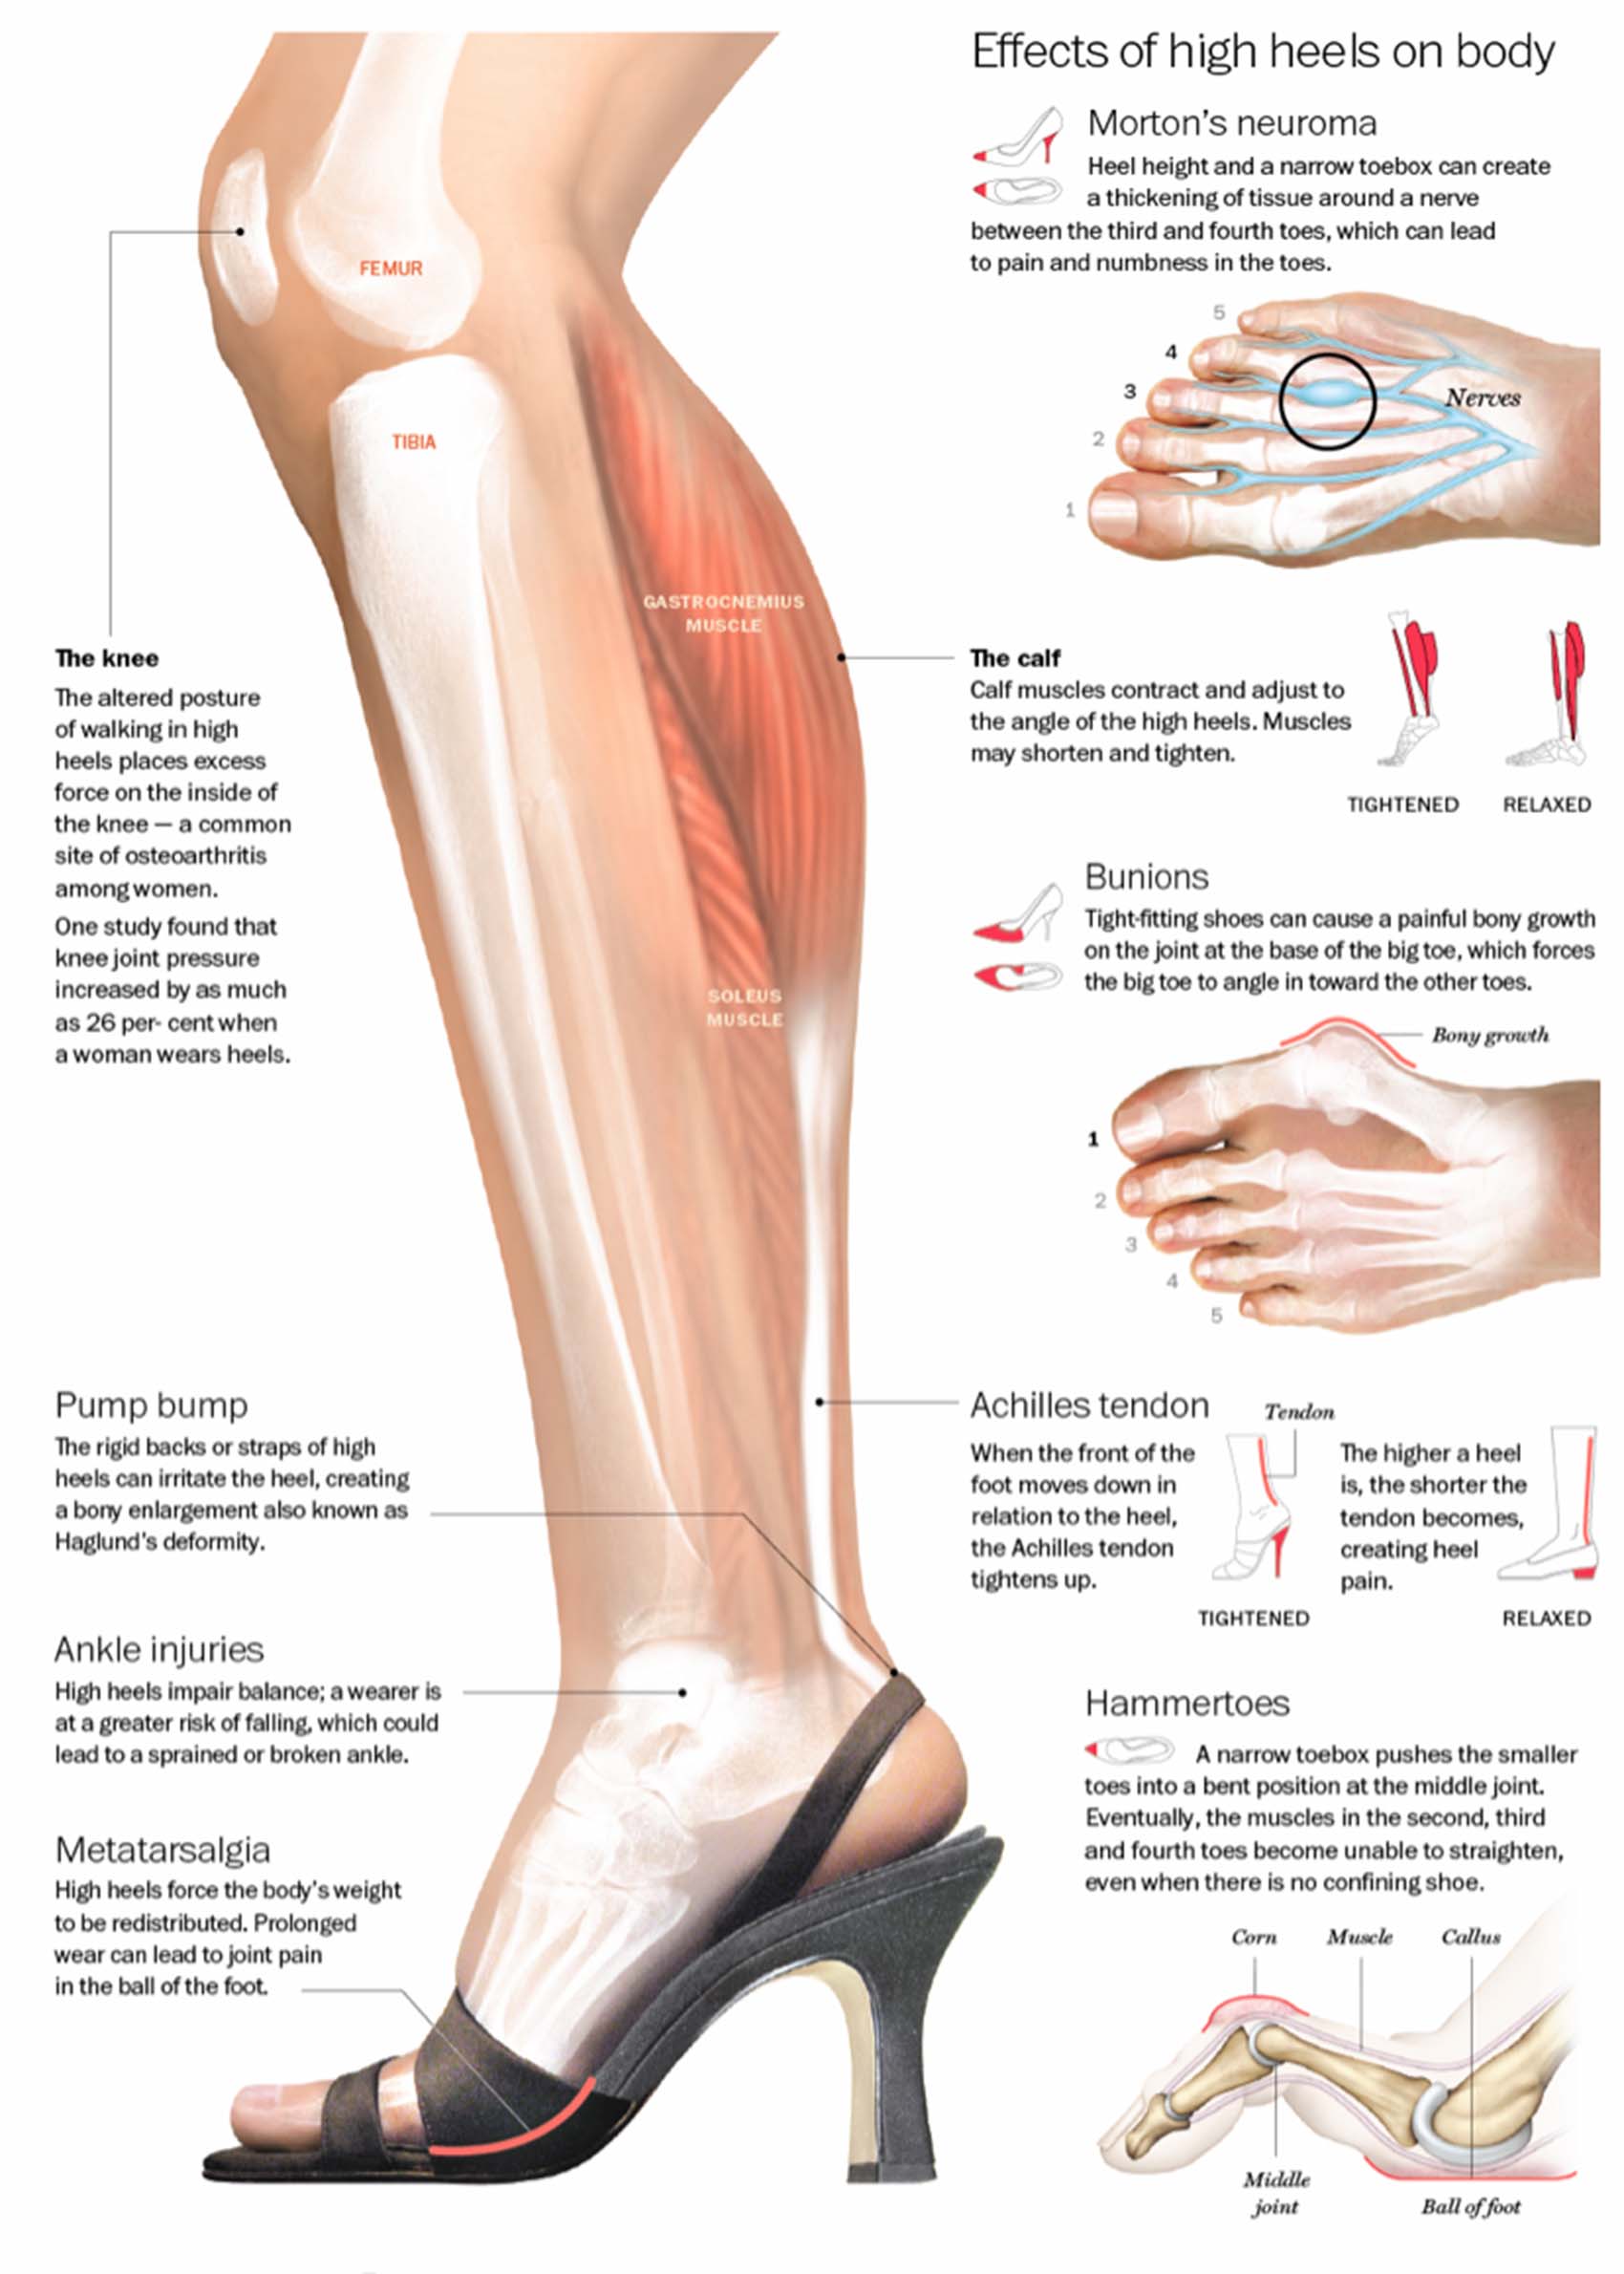 Effects of high heels on body
Morton's neuroma
Heel height and a narrow toebox can create
a thickening of tissue around a nerve
between the third and fourth toes, which can lead
to pain and numbness in the toes.
5
4
3
2
1
Nerves
FEMUR
TIBIA
GASTROCNEMIUS
MUSCLE
SOLEUS
MUSCLE
The knee
The altered posture
of walking in high
heels places excess
force on the inside of
the knee — a common
site of osteoarthritis
among women.
One study found that
knee joint pressure
increased by as much
as 26 per- cent when
a woman wears heels.
The calf
Calf muscles contract and adjust to
the angle of the high heels. Muscles
may shorten and tighten.
TIGHTENED
RELAXED
Bunions
Tight-fitting shoes can cause a painful bony growth
on the joint at the base of the big toe, which forces
the big toe to angle in toward the other toes.
Bony growth
1
2
3
4
5
Pump bump
The rigid backs or straps of high
heels can irritate the heel, creating
a bony enlargement also known as
Haglund's deformity.
Achilles tendon
When the front of the
foot moves down in
relation to the heel,
the Achilles tendon
tightens up.
Tendon
TIGHTENED
The higher a heel
is, the shorter the
tendon becomes,
creating heel
pain.
RELAXED
Ankle injuries
High heels impair balance; a wearer is
at a greater risk of falling, which could
lead to a sprained or broken ankle.
Metatarsalgia
High heels force the body's weight
to be redistributed. Prolonged
wear can lead to joint pain
in the ball of the foot.
Hammertoes
A narrow toebox pushes the smaller
toes into a bent position at the middle joint.
Eventually, the muscles in the second, third
and fourth toes become unable to straighten,
even when there is no confining shoe.
Corn
Muscle
Callus
Middle
joint
Ball of foot